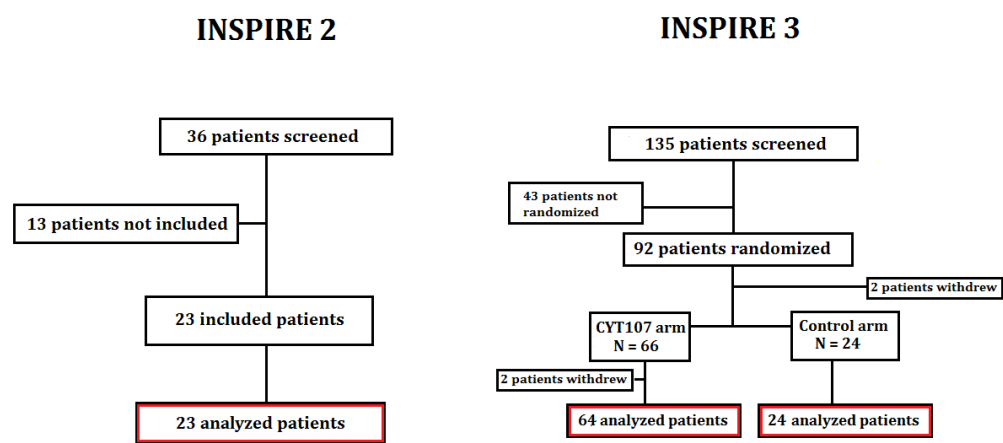 INSPIRE 2
36 patients screened
13 patients not included
23 included patients
23 analyzed patients
INSPIRE 3
135 patients screened
43 patients not
randomized
92 patients randomized
2 patients withdrew
CYT107 arm
N = 66
Control arm
N = 24
2 patients withdrew
64 analyzed patients
24 analyzed patients